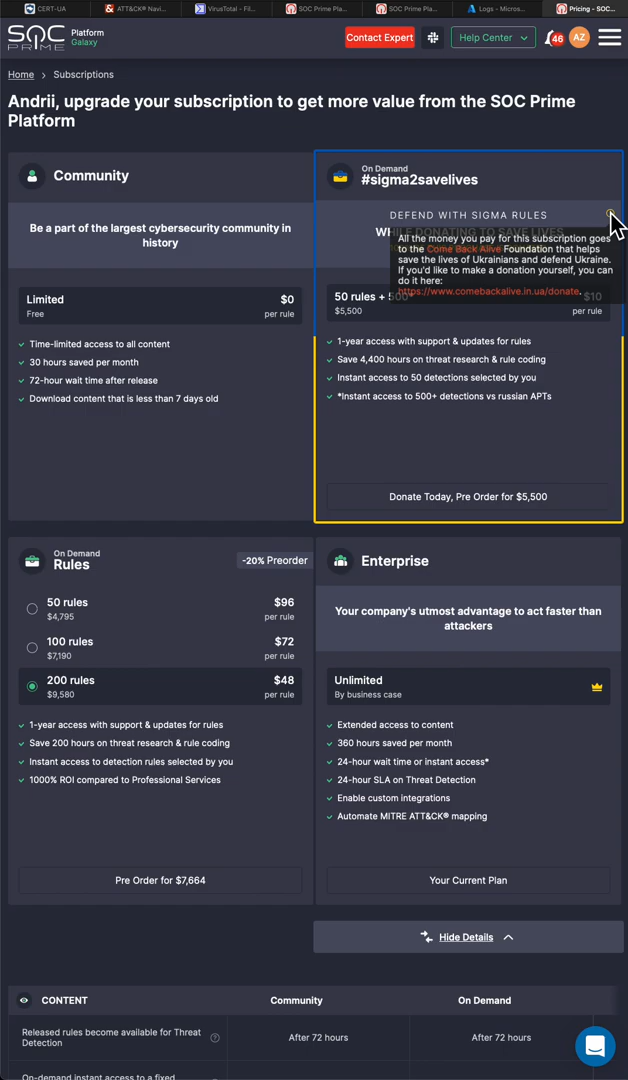 CERT-UA
ATT&CK® Navi...
VirusTotal - Fil...
SOC Prime Pla...
SOC Prime Pla...
Logs - Micros...
Pricing - SOC...
SOC PRIME
Platform
Galaxy
Contact Expert
Help Center
46
AZ
Home > Subscriptions
Andrii, upgrade your subscription to get more value from the SOC Prime
Platform
Community
Be a part of the largest cybersecurity community in
history
Limited $0
Free per rule
Time-limited access to all content
30 hours saved per month
72-hour wait time after release
Download content that is less than 7 days old
On Demand
#sigma2savelives
DEFEND WITH SIGMA RULES
WHILE DONATING TO SAVE LIVES
All the money you pay for this subscription goes
to the Come Back Alive Foundation that helps
save the lives of Ukrainians and defend Ukraine.
If you'd like to make a donation yourself, you can
do it here:
https://www.comebackalive.in.ua/donate.
50 rules + 500* $10
$5,500 per rule
1-year access with support & updates for rules
Save 4,400 hours on threat research & rule coding
Instant access to 50 detections selected by you
*Instant access to 500+ detections vs russian APTs
Donate Today, Pre Order for $5,500
On Demand
Rules
-20% Preorder
50 rules $96
$4,795 per rule
100 rules $72
$7,190 per rule
200 rules $48
$9,580 per rule
1-year access with support & updates for rules
Save 200 hours on threat research & rule coding
Instant access to detection rules selected by you
1000% ROI compared to Professional Services
Pre Order for $7,664
Enterprise
Your company's utmost advantage to act faster than
attackers
Unlimited
By business case
Extended access to content
360 hours saved per month
24-hour wait time or instant access*
24-hour SLA on Threat Detection
Enable custom integrations
Automate MITRE ATT&CK® mapping
Your Current Plan
Hide Details
CONTENT Community On Demand
Released rules become available for Threat
Detection
? After 72 hours After 72 hours
On-demand instant access to a fixed